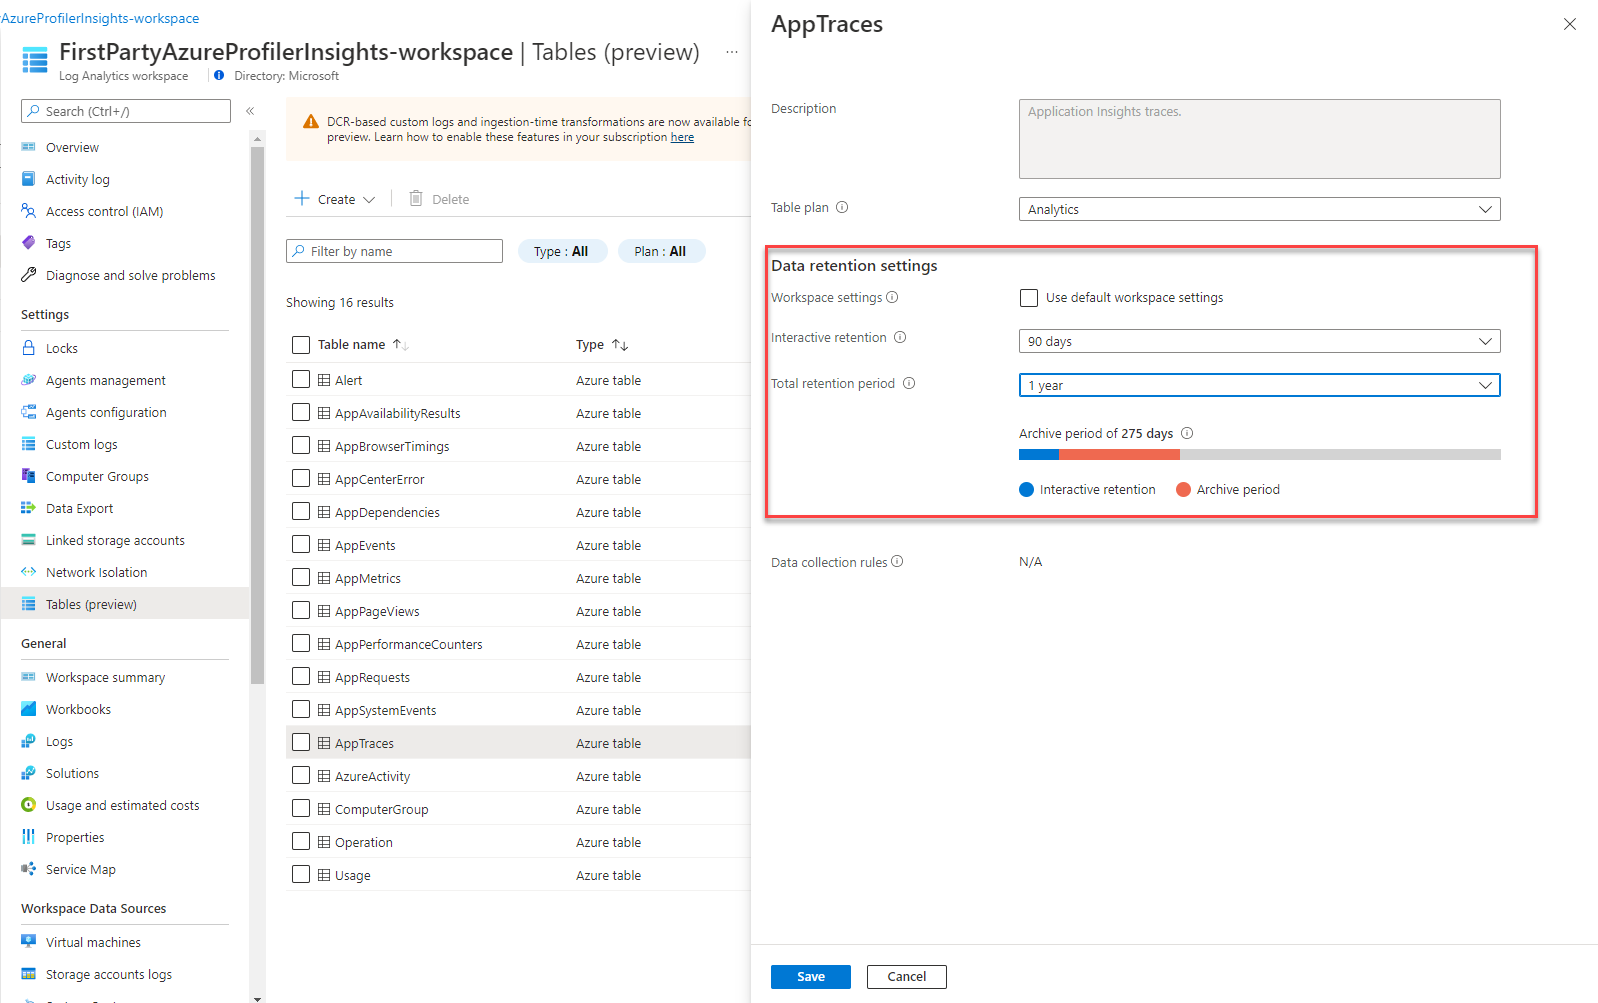 AzureProfilerInsights-workspace
FirstPartyAzureProfilerInsights-workspace | Tables (preview) ...
Log Analytics workspace
Directory: Microsoft
Search (Ctrl+/)
«
Overview
Activity log
Access control (IAM)
Tags
Diagnose and solve problems
Settings
Locks
Agents management
Agents configuration
Custom logs
Computer Groups
Data Export
Linked storage accounts
Network Isolation
Tables (preview)
General
Workspace summary
Workbooks
Logs
Solutions
Usage and estimated costs
Properties
Service Map
Workspace Data Sources
Virtual machines
Storage accounts logs
DCR-based custom logs and ingestion-time transformations are now available fo
preview. Learn how to enable these features in your subscription here
Create
Delete
Filter by name
Type : All
Plan : All
Showing 16 results
Table name
Type
Alert Azure table
AppAvailabilityResults Azure table
AppBrowserTimings Azure table
AppCenterError Azure table
AppDependencies Azure table
AppEvents Azure table
AppMetrics Azure table
AppPageViews Azure table
AppPerformanceCounters Azure table
AppRequests Azure table
AppSystemEvents Azure table
AppTraces Azure table
AzureActivity Azure table
ComputerGroup Azure table
Operation Azure table
Usage Azure table
AppTraces
Description
Application Insights traces.
Table plan
Analytics
Data retention settings
Workspace settings
Use default workspace settings
Interactive retention
90 days
Total retention period
1 year
Archive period of 275 days
Interactive retention
Archive period
Data collection rules
N/A
Save
Cancel